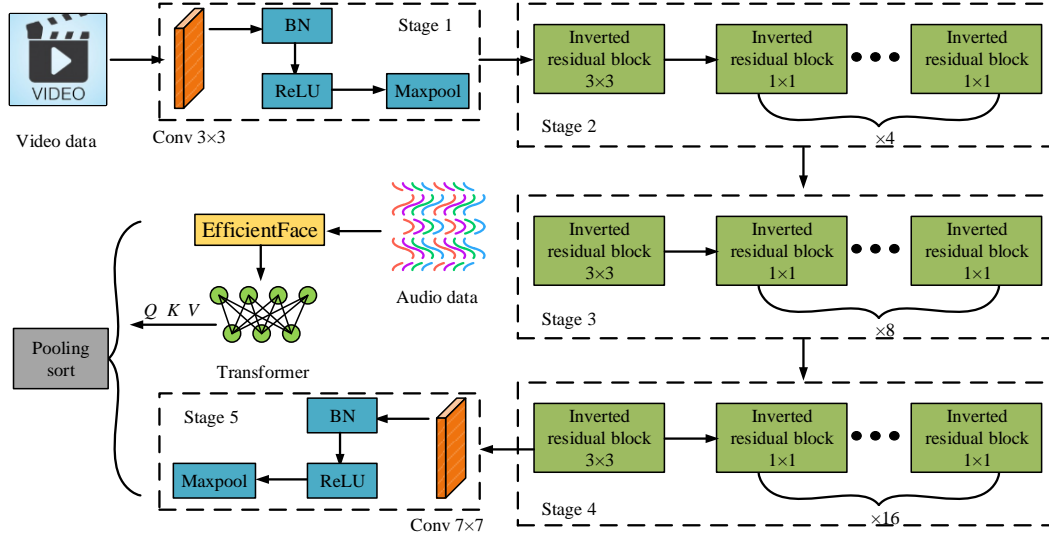 VIDEO
Video data
BN
Stage 1
ReLU
Maxpool
Conv 3×3
Inverted
residual block
3×3
Inverted
residual block
1×1
Inverted
residual block
1×1
Stage 2
×4
EfficientFace
Audio data
Q K V
Transformer
Pooling
sort
Inverted
residual block
3×3
Inverted
residual block
1×1
Inverted
residual block
1×1
Stage 3
×8
Stage 5
BN
Maxpool
ReLU
Conv 7×7
Inverted
residual block
3×3
Inverted
residual block
1×1
Inverted
residual block
1×1
Stage 4
×16